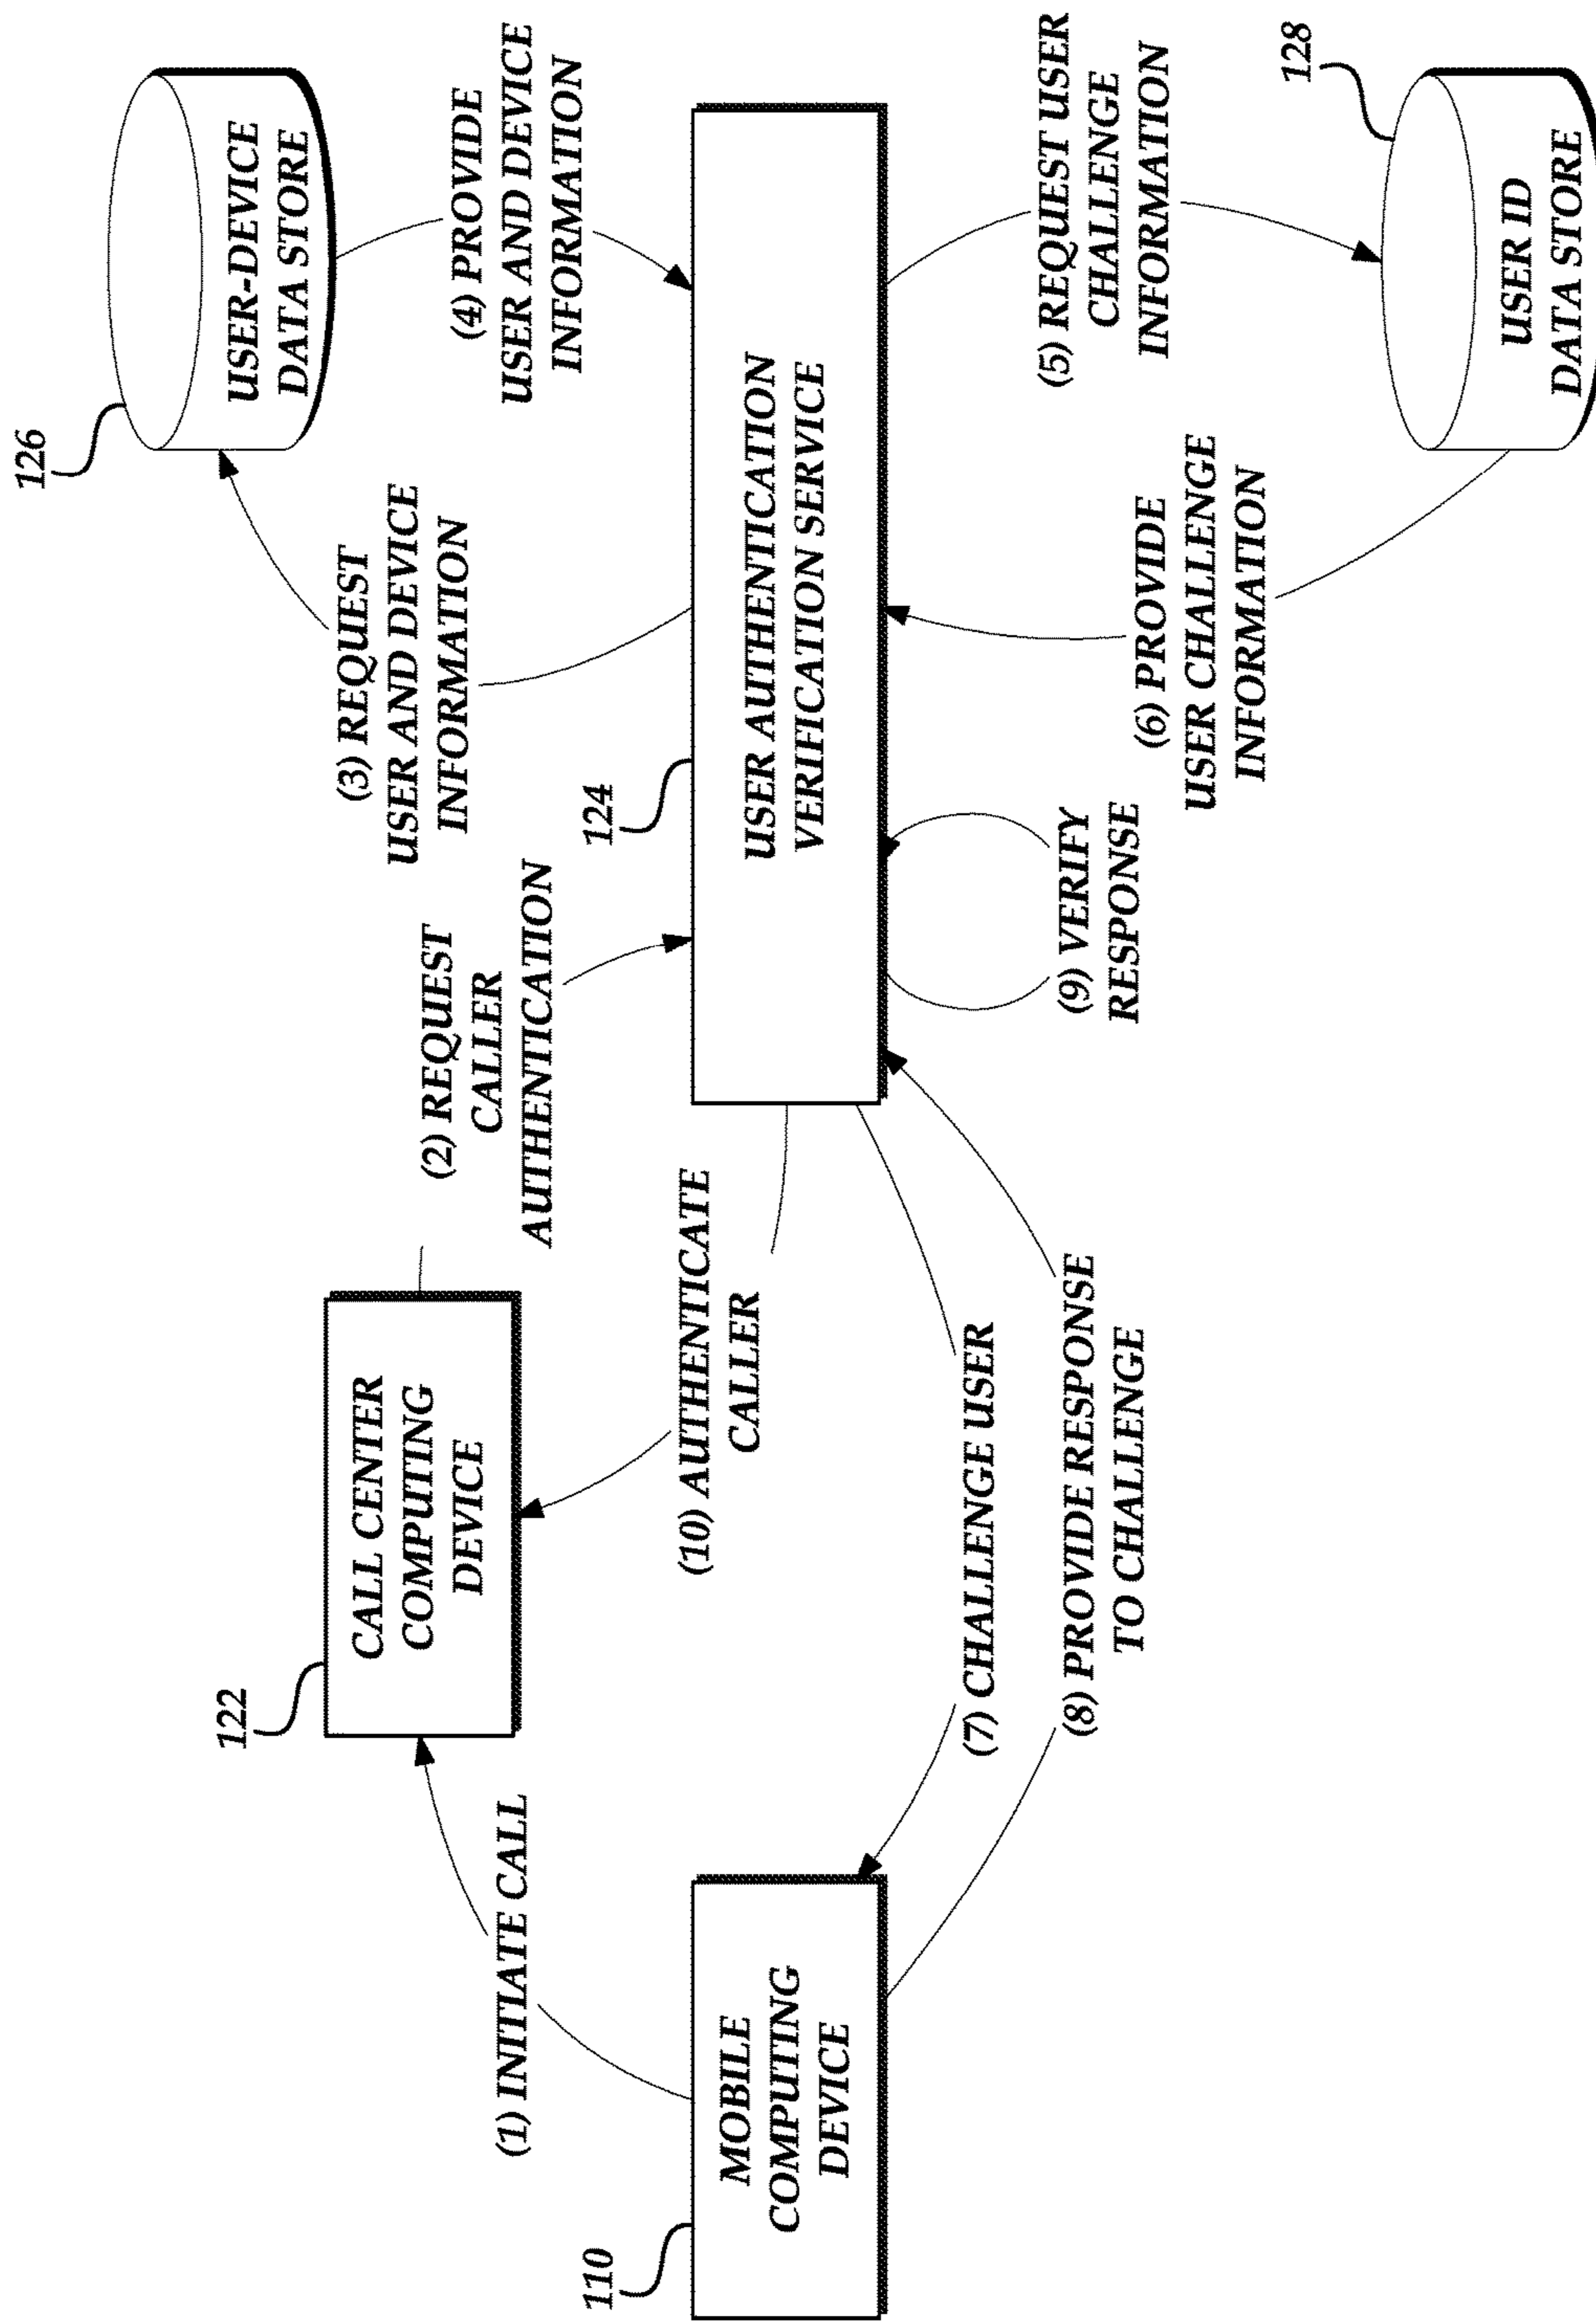 110
MOBILE
COMPUTING
DEVICE
(1) INITIATE CALL
122
CALL CENTER
COMPUTING
DEVICE
(2) REQUEST
CALLER
AUTHENTICATION
124
USER AUTHENTICATION
VERIFICATION SERVICE
(3) REQUEST
USER AND DEVICE
INFORMATION
126
USER-DEVICE
DATA STORE
(4) PROVIDE
USER AND DEVICE
INFORMATION
(5) REQUEST USER
CHALLENGE
INFORMATION
128
USER ID
DATA STORE
(6) PROVIDE
USER CHALLENGE
INFORMATION
(7) CHALLENGE USER
(8) PROVIDE RESPONSE
TO CHALLENGE
(9) VERIFY
RESPONSE
(10) AUTHENTICATE
CALLER